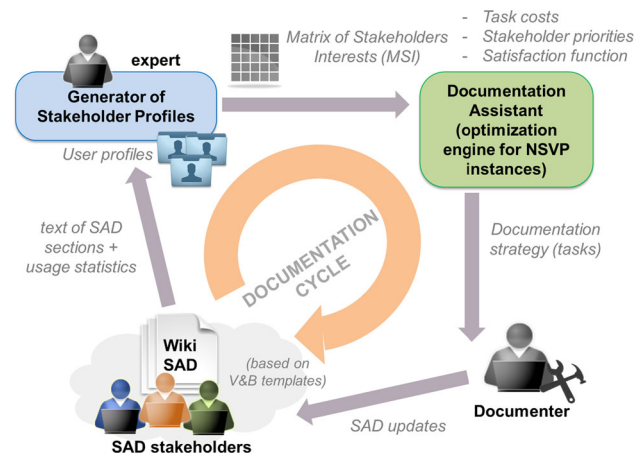 expert
Generator of
Stakeholder Profiles
User profiles
Matrix of Stakeholders
Interests (MSI)
- Task costs
- Stakeholder priorities
- Satisfaction function
Documentation
Assistant
(optimization
engine for NSVP
instances)
text of SAD
sections +
usage statistics
DOCUMENTATION
CYCLE
Documentation
strategy (tasks)
Wiki
SAD
(based on
V&B templates)
SAD stakeholders
SAD updates
Documenter